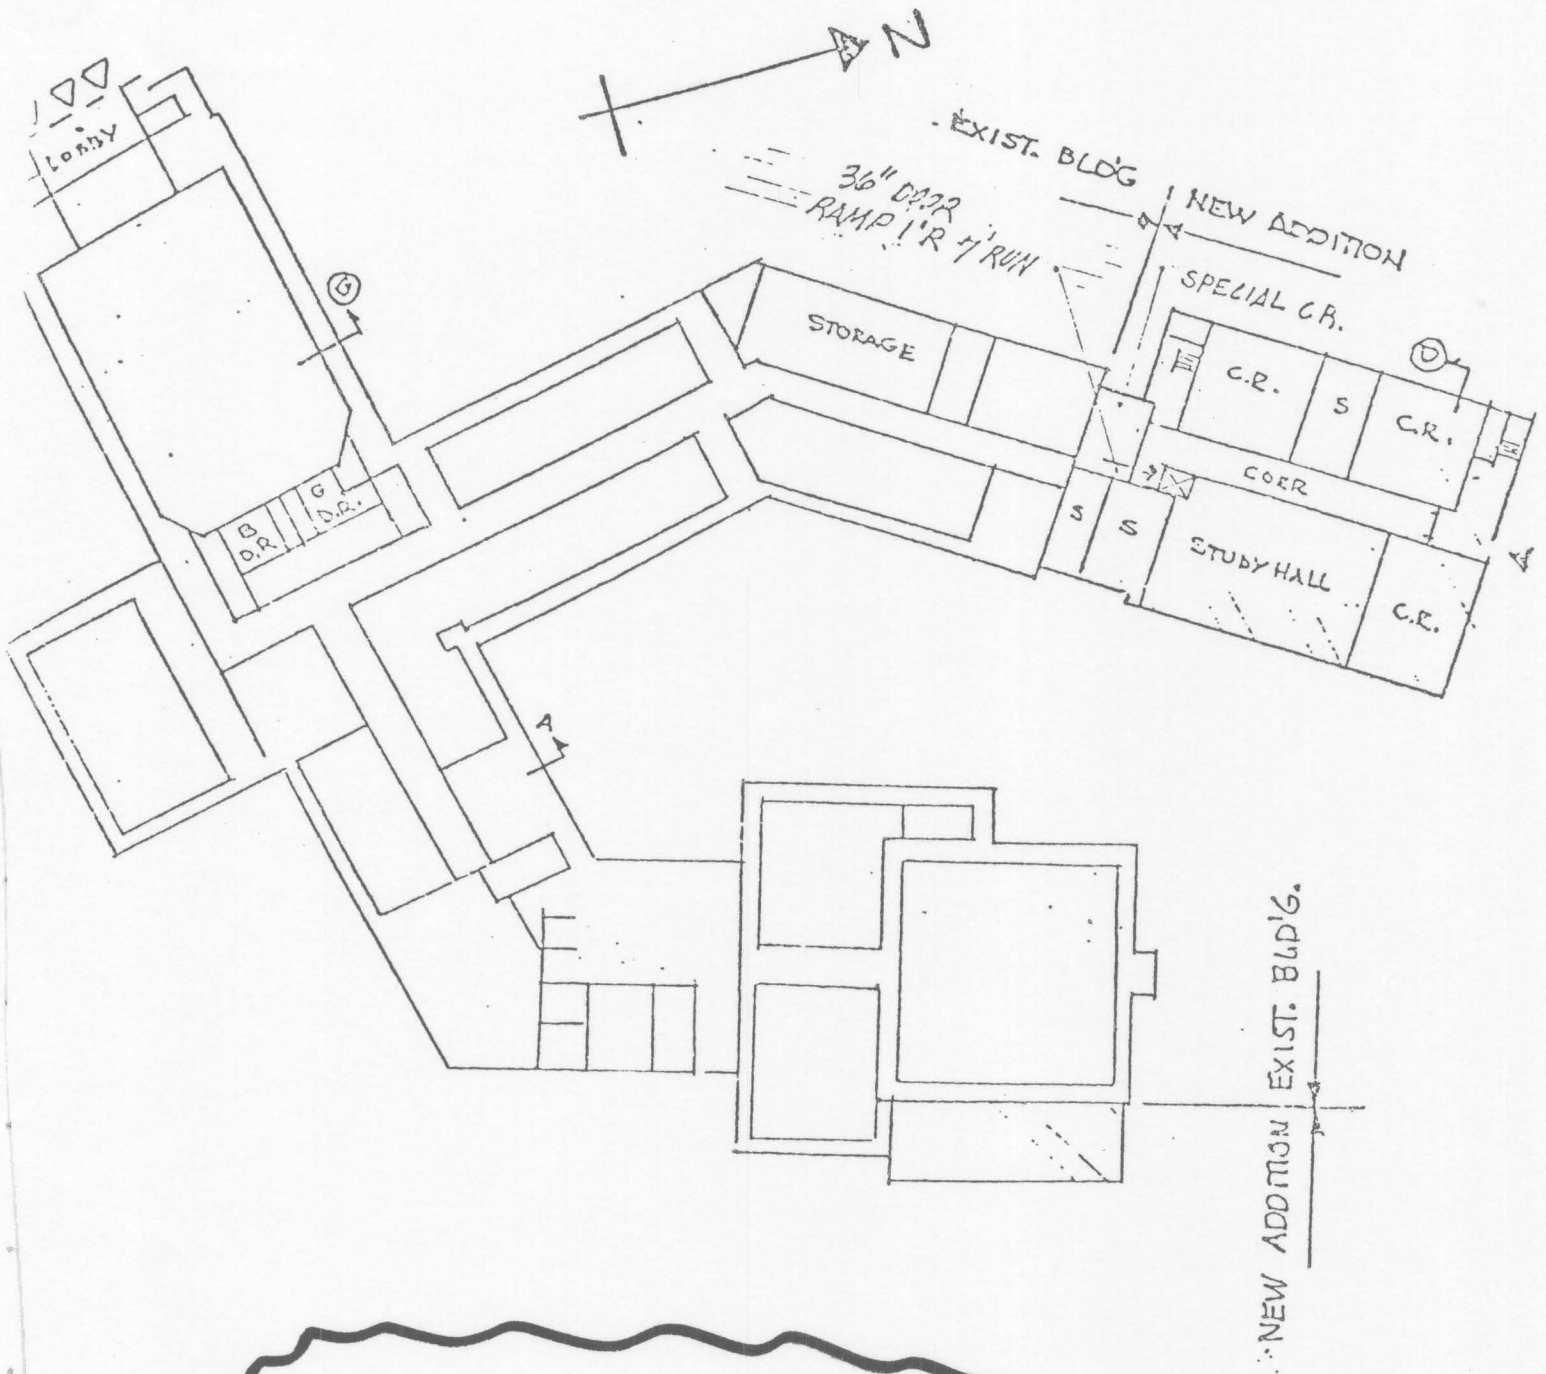 N
EXIST. BLD'G
NEW ADDITION
36" DOOR
RAMP 1'R 7' RUN
LOBBY
SPECIAL C.R.
G
D
STORAGE
C.R.
S
C.R.
CORR
B
D.R.
G
D.R.
S
S
STUDY HALL
C.R.
A
NEW ADDITION EXIST. BLD'G.